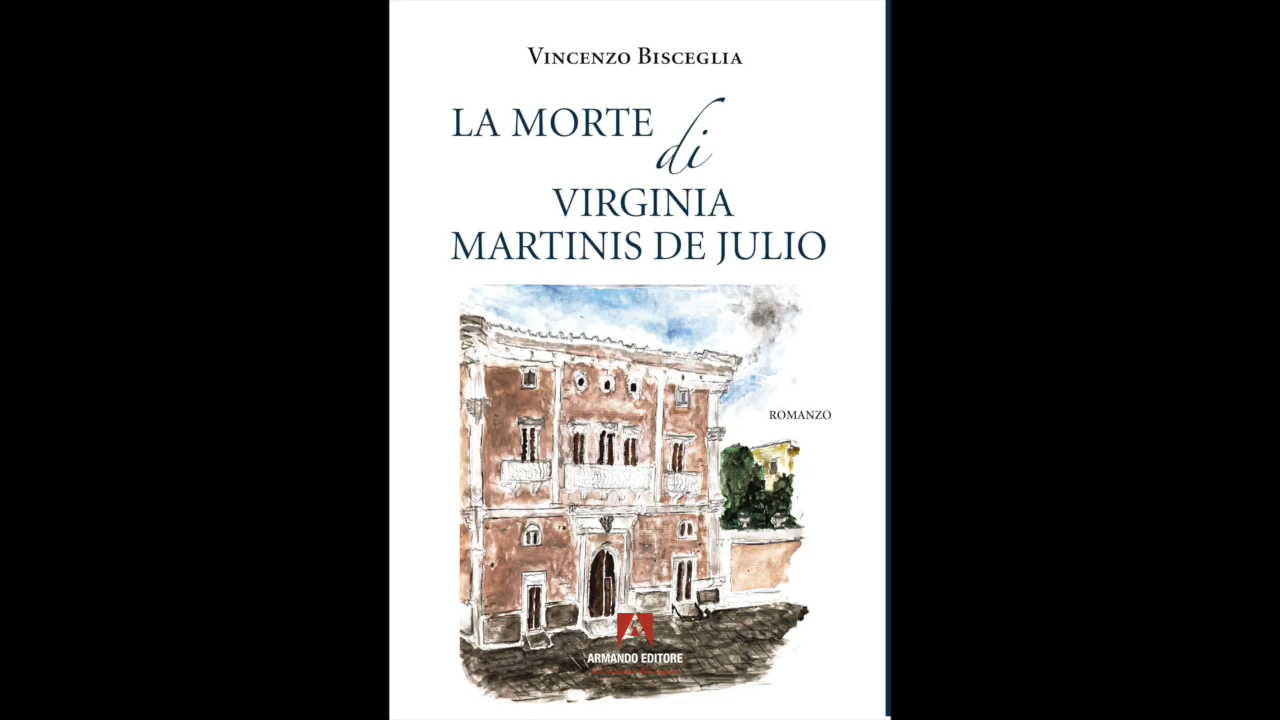 Vincenzo Bisceglia
LA MORTE di
VIRGINIA
MARTINIS DE JULIO
ROMANZO
ARMANDO EDITORE